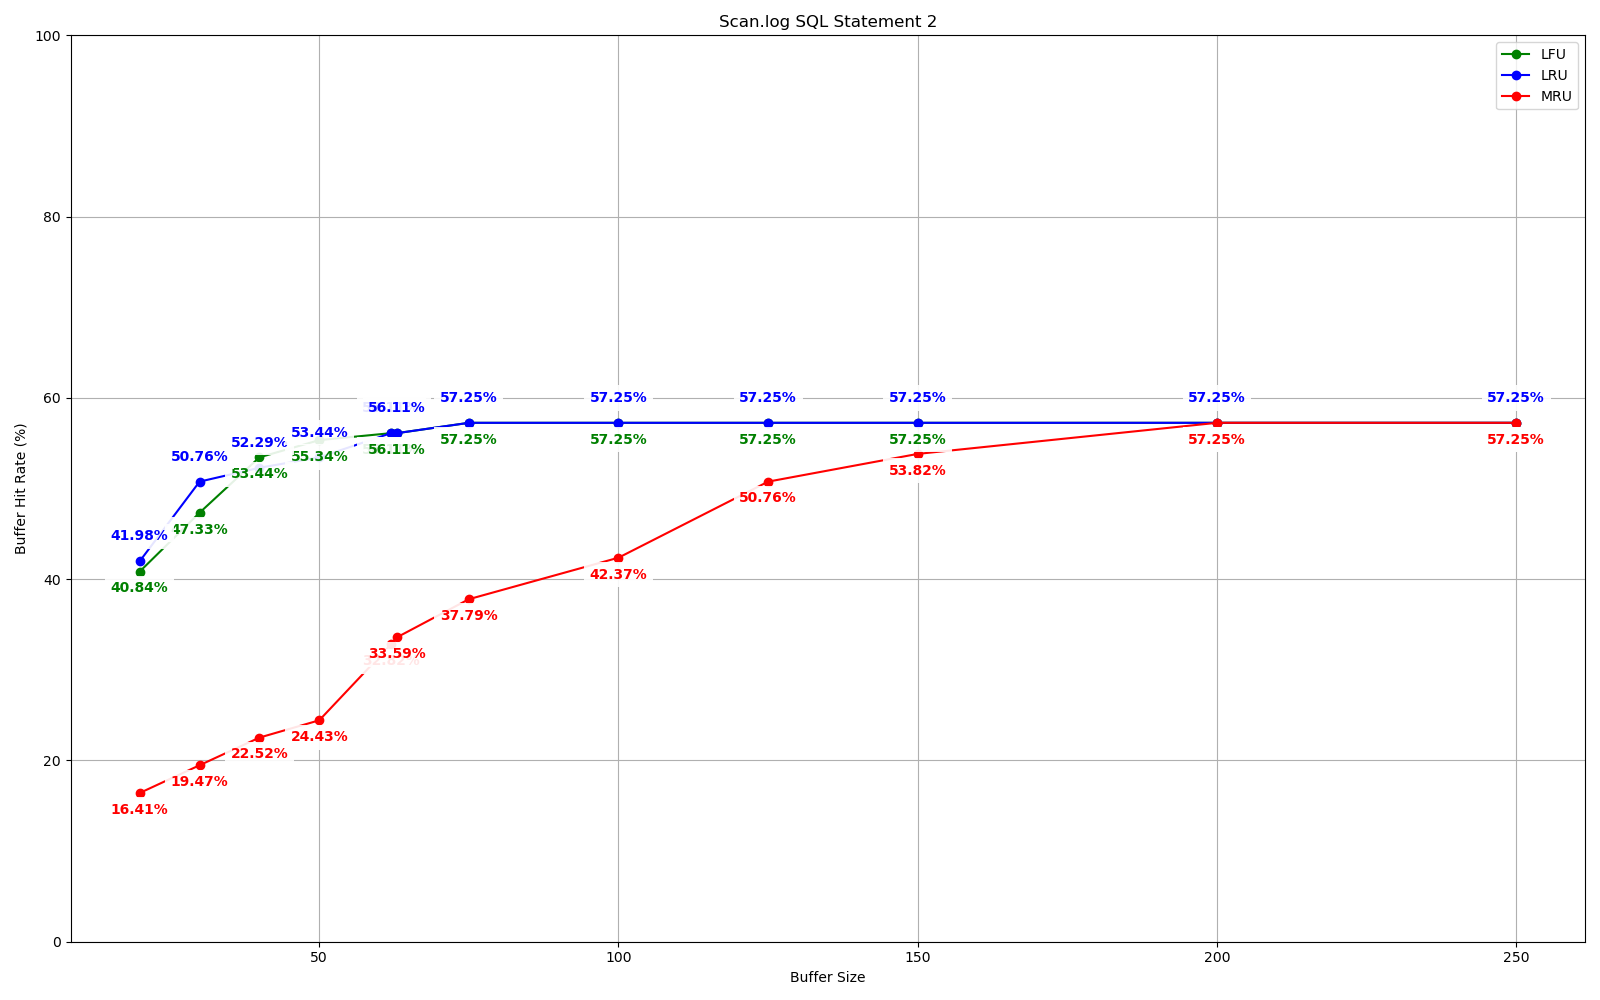 Scan.log SQL Statement 2
100
LFU
LRU
MRU
80
60
57.25% 57.25% 57.25% 57.25% 57.25% 57.25%
56.11%
53.44%
52.29%
50.76%
57.25% 57.25% 57.25% 57.25% 57.25% 57.25%
56.11%
55.34%
53.44%
53.82%
50.76%
47.33%
41.98%
Buffer Hit Rate (%)
40
40.84%
42.37%
37.79%
33.59%
32.82%
24.43%
22.52%
20
19.47%
16.41%
0
50 100 150 200 250
Buffer Size